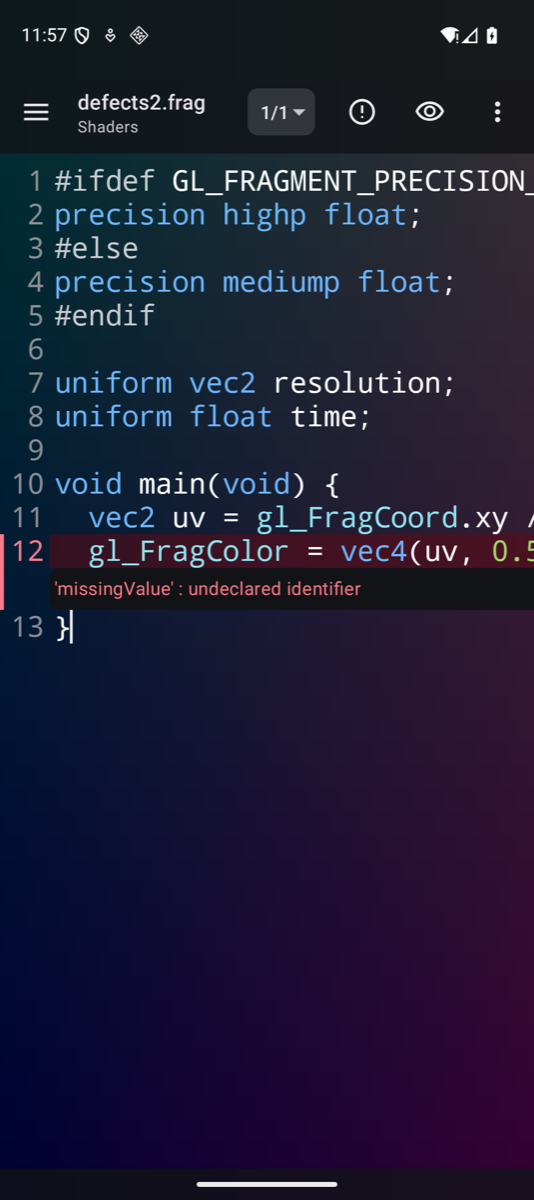 11:57
defects2.frag
Shaders
1/1
1 #ifdef GL_FRAGMENT_PRECISION_
2 precision highp float;
3 #else
4 precision mediump float;
5 #endif
6
7 uniform vec2 resolution;
8 uniform float time;
9
10 void main(void) {
11 vec2 uv = gl_FragCoord.xy /
12 gl_FragColor = vec4(uv, 0.5
'missingValue' : undeclared identifier
13 }